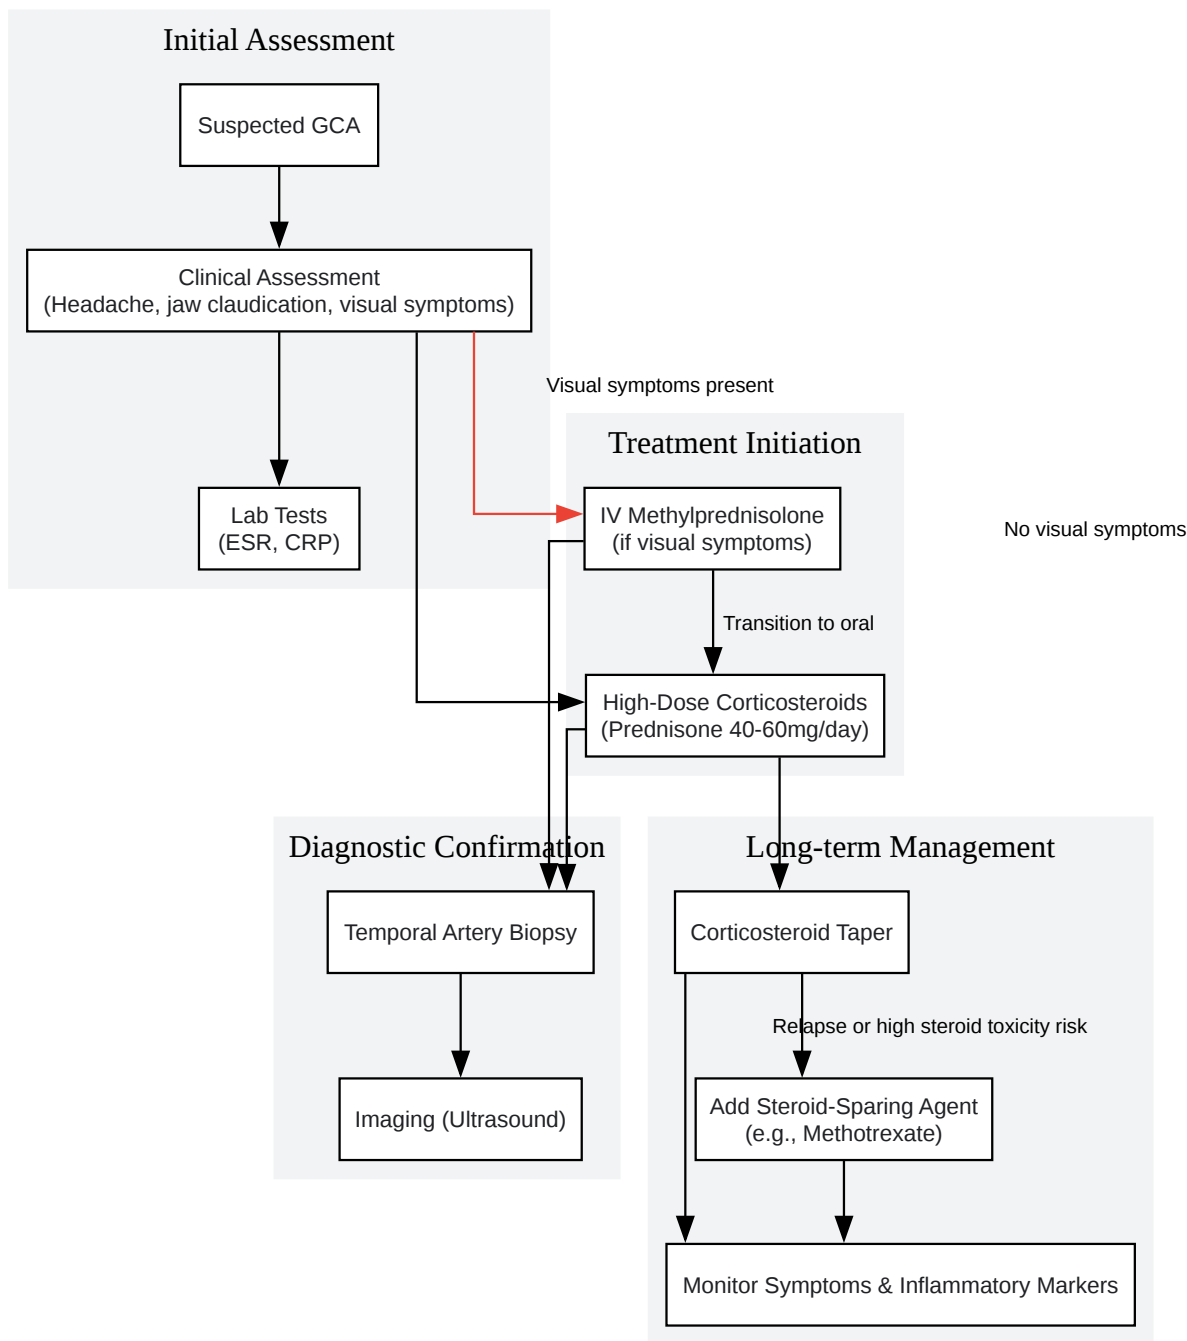 Initial Assessment
Suspected GCA
Clinical Assessment
(Headache, jaw claudication, visual symptoms)
Visual symptoms present
Lab Tests
(ESR, CRP)
Treatment Initiation
IV Methylprednisolone
(if visual symptoms)
No visual symptoms
Transition to oral
High-Dose Corticosteroids
(Prednisone 40-60mg/day)
Diagnostic Confirmation
Temporal Artery Biopsy
Imaging (Ultrasound)
Long-term Management
Corticosteroid Taper
Relapse or high steroid toxicity risk
Add Steroid-Sparing Agent
(e.g., Methotrexate)
Monitor Symptoms & Inflammatory Markers